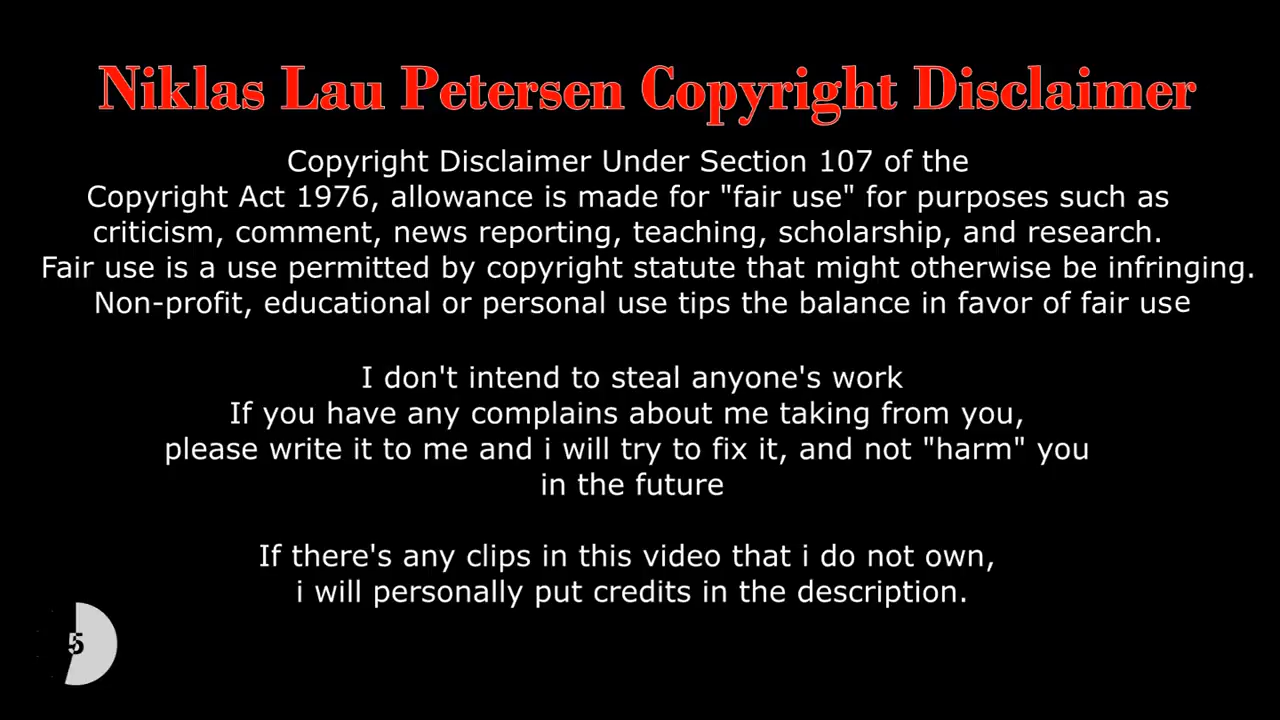 Niklas Lau Petersen Copyright Disclaimer
Copyright Disclaimer Under Section 107 of the
Copyright Act 1976, allowance is made for "fair use" for purposes such as
criticism, comment, news reporting, teaching, scholarship, and research.
Fair use is a use permitted by copyright statute that might otherwise be infringing.
Non-profit, educational or personal use tips the balance in favor of fair use
I don't intend to steal anyone's work
If you have any complains about me taking from you,
please write it to me and i will try to fix it, and not "harm" you
in the future
If there's any clips in this video that i do not own,
i will personally put credits in the description.
5